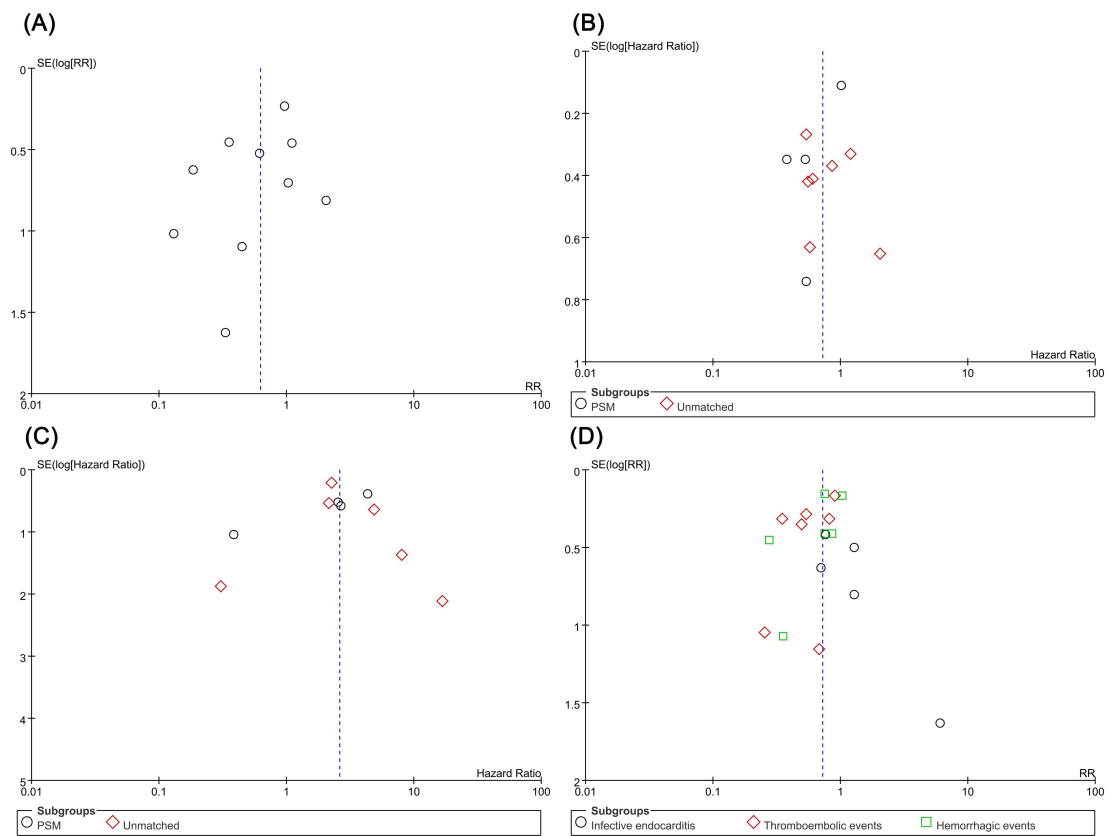 (A)
SE(log[RR])
0
0.5
1
1.5
2
RR
0.01 0.1 1 10 100
(B)
SE(log[Hazard Ratio])
0
0.2
0.4
0.6
0.8
1
Hazard Ratio
0.01 0.1 1 10 100
Subgroups
PSM Unmatched
(C)
SE(log[Hazard Ratio])
0
1
2
3
4
5
Hazard Ratio
0.01 0.1 1 10 100
Subgroups
PSM Unmatched
(D)
SE(log[RR])
0
0.5
1
1.5
2
RR
0.01 0.1 1 10 100
Subgroups
Infective endocarditis Thromboembolic events Hemorrhagic events